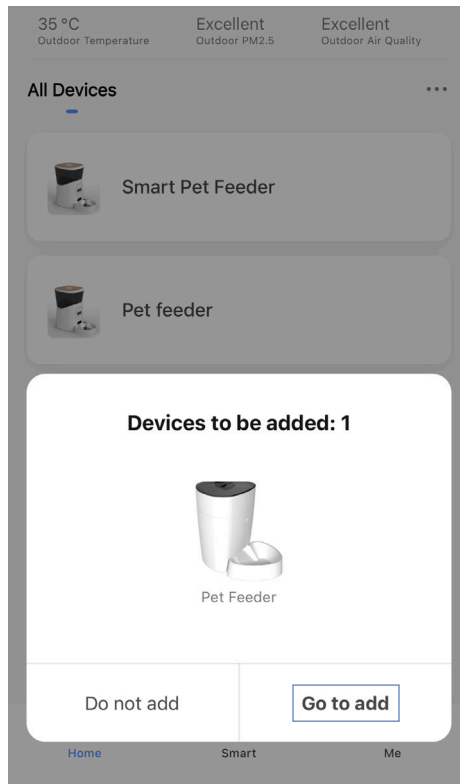 35 °C Excellent Excellent
Outdoor Temperature Outdoor PM2.5 Outdoor Air Quality
All Devices
Smart Pet Feeder
Pet feeder
Devices to be added: 1
Pet Feeder
Do not add Go to add
Home Smart Me